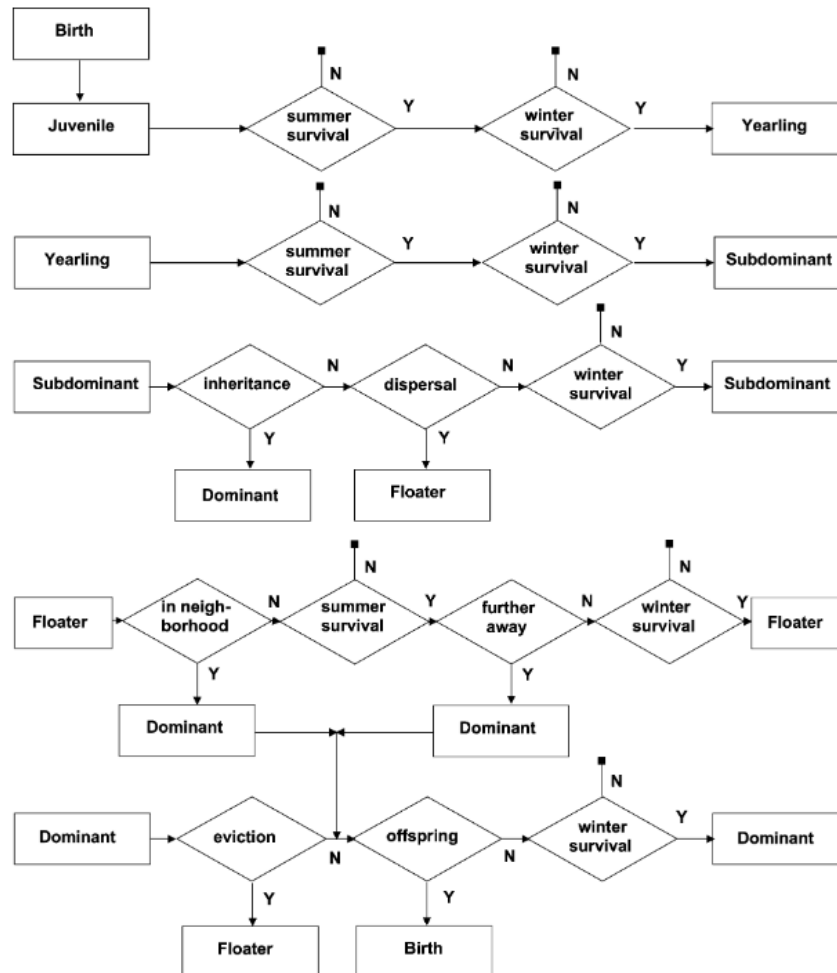 Birth
N
N
Juvenile
summer
survival
Y
winter
survival
Y
Yearling
N
N
Yearling
summer
survival
Y
winter
survival
Y
Subdominant
N
Subdominant
inheritance
N
dispersal
N
winter
survival
Y
Subdominant
Y
Y
Dominant
Floater
N
N
Floater
in neigh-
borhood
N
summer
survival
Y
further
away
N
winter
survival
Y
Floater
Y
Y
Dominant
Dominant
N
Dominant
eviction
N
offspring
N
winter
survival
Y
Dominant
Y
Y
Floater
Birth